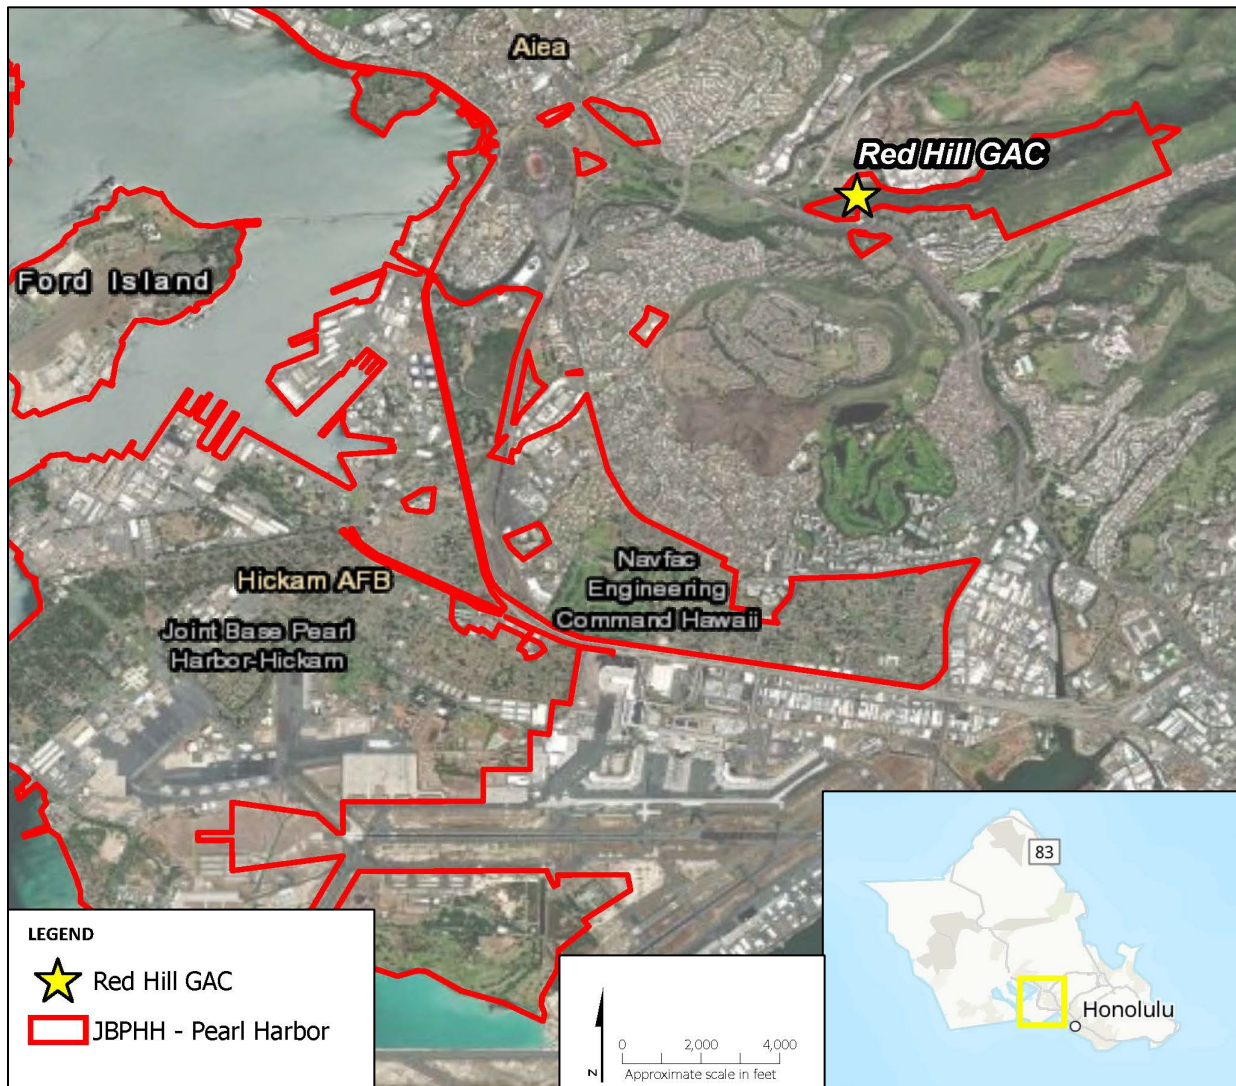 Aiea
Red Hill GAC
Ford Island
Navfac
Engineering
Command Hawaii
Hickam AFB
Joint Base Pearl
Harbor-Hickam
83
Honolulu
LEGEND
Red Hill GAC
JBPHH - Pearl Harbor
N
0 2,000 4,000
Approximate scale in feet